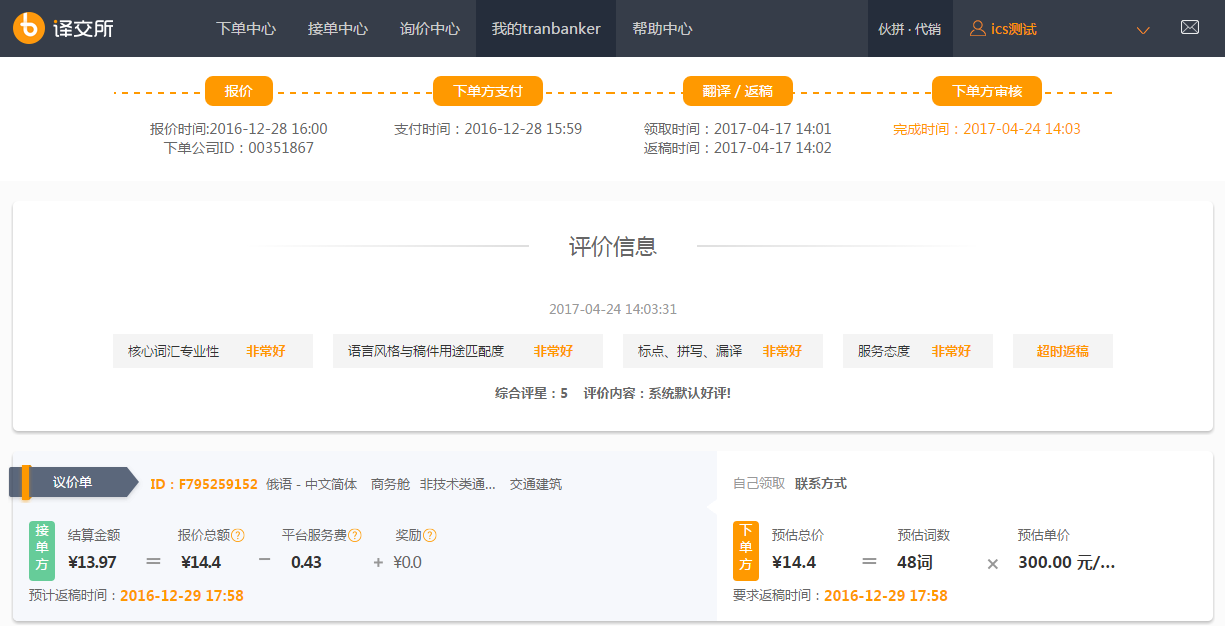 译交所 下单中心 接单中心 询价中心 我的tranbanker 帮助中心 伙拼·代销 ics测试
报价 下单方支付 翻译 / 返稿 下单方审核
报价时间:2016-12-28 16:00 支付时间：2016-12-28 15:59 领取时间：2017-04-17 14:01 完成时间：2017-04-24 14:03
下单公司ID：00351867 返稿时间：2017-04-17 14:02
评价信息
2017-04-24 14:03:31
核心词汇专业性 非常好 语言风格与稿件用途匹配度 非常好 标点、拼写、漏译 非常好 服务态度 非常好 超时返稿
综合评星：5 评价内容：系统默认好评!
议价单 ID：F795259152 俄语 - 中文简体 商务舱 非技术类通... 交通建筑 自己领取 联系方式
接单方 结算金额 报价总额? 平台服务费? 奖励? 下单方 预估总价 预估词数 预估单价
¥13.97 = ¥14.4 − 0.43 + ¥0.0 ¥14.4 = 48词 × 300.00 元/...
预计返稿时间：2016-12-29 17:58 要求返稿时间：2016-12-29 17:58